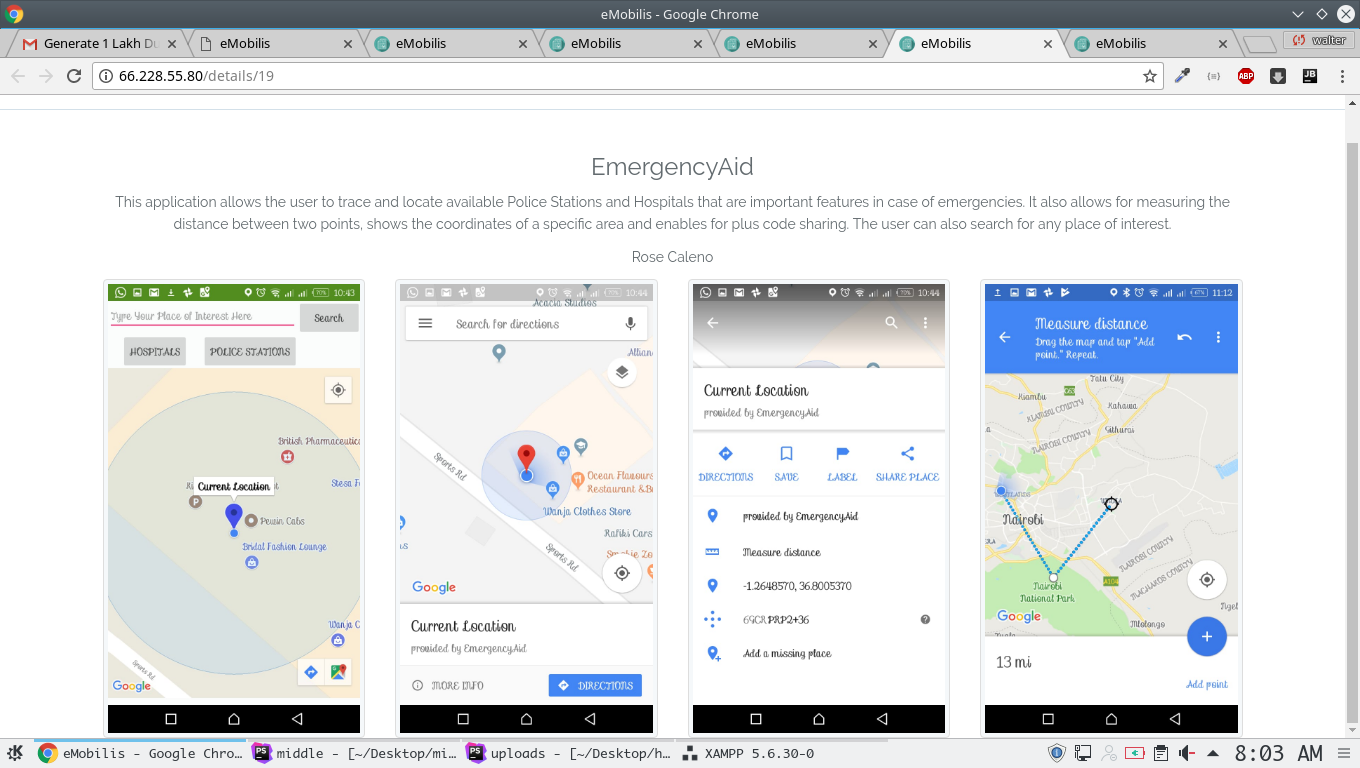 eMobilis - Google Chrome
Generate 1 Lakh Du
eMobilis
eMobilis
eMobilis
eMobilis
eMobilis
eMobilis
walter
66.228.55.80/details/19
ABP
JB
EmergencyAid
This application allows the user to trace and locate available Police Stations and Hospitals that are important features in case of emergencies. It also allows for measuring the
distance between two points, shows the coordinates of a specific area and enables for plus code sharing. The user can also search for any place of interest.
Rose Caleno
70% 10:43
Type Your Place of Interest Here
Search
HOSPITALS
POLICE STATIONS
British Pharmaceutica
Stesa F
Current Location
P
Pewin Cabs
Bridal Fashion Lounge
Wanja C
Sports Rd
Google
10:44
Acacia Studios
Search for directions
Allian
Sports Rd
Ocean Flavours
Restaurant & B
Wanja Clothes Store
Rafiki Cars
Smokie Zo
Sports Rd
Google
Current Location
provided by EmergencyAid
MORE INFO
DIRECTIONS
70% 10:44
Current Location
provided by EmergencyAid
DIRECTIONS
SAVE
LABEL
SHARE PLACE
provided by EmergencyAid
Measure distance
-1.2648570, 36.8005370
6GCRPRP2+36
Add a missing place
11:12
Measure distance
Drag the map and tap "Add
point." Repeat.
Tatu City
Kiambu
Kahawa
KIAMBU COUNTY
NAIROBI COUNTY
Githurai
Nairobi
NAIROBI COUNTY
MACHAKOS COUNTY
A104
Nairobi
National Park
Google
Mlolongo
13 mi
Add point
eMobilis - Google Chro...
PS
middle - [~/Desktop/mi...
PS
uploads - [~/Desktop/h...
XAMPP 5.6.30-0
8:03 AM